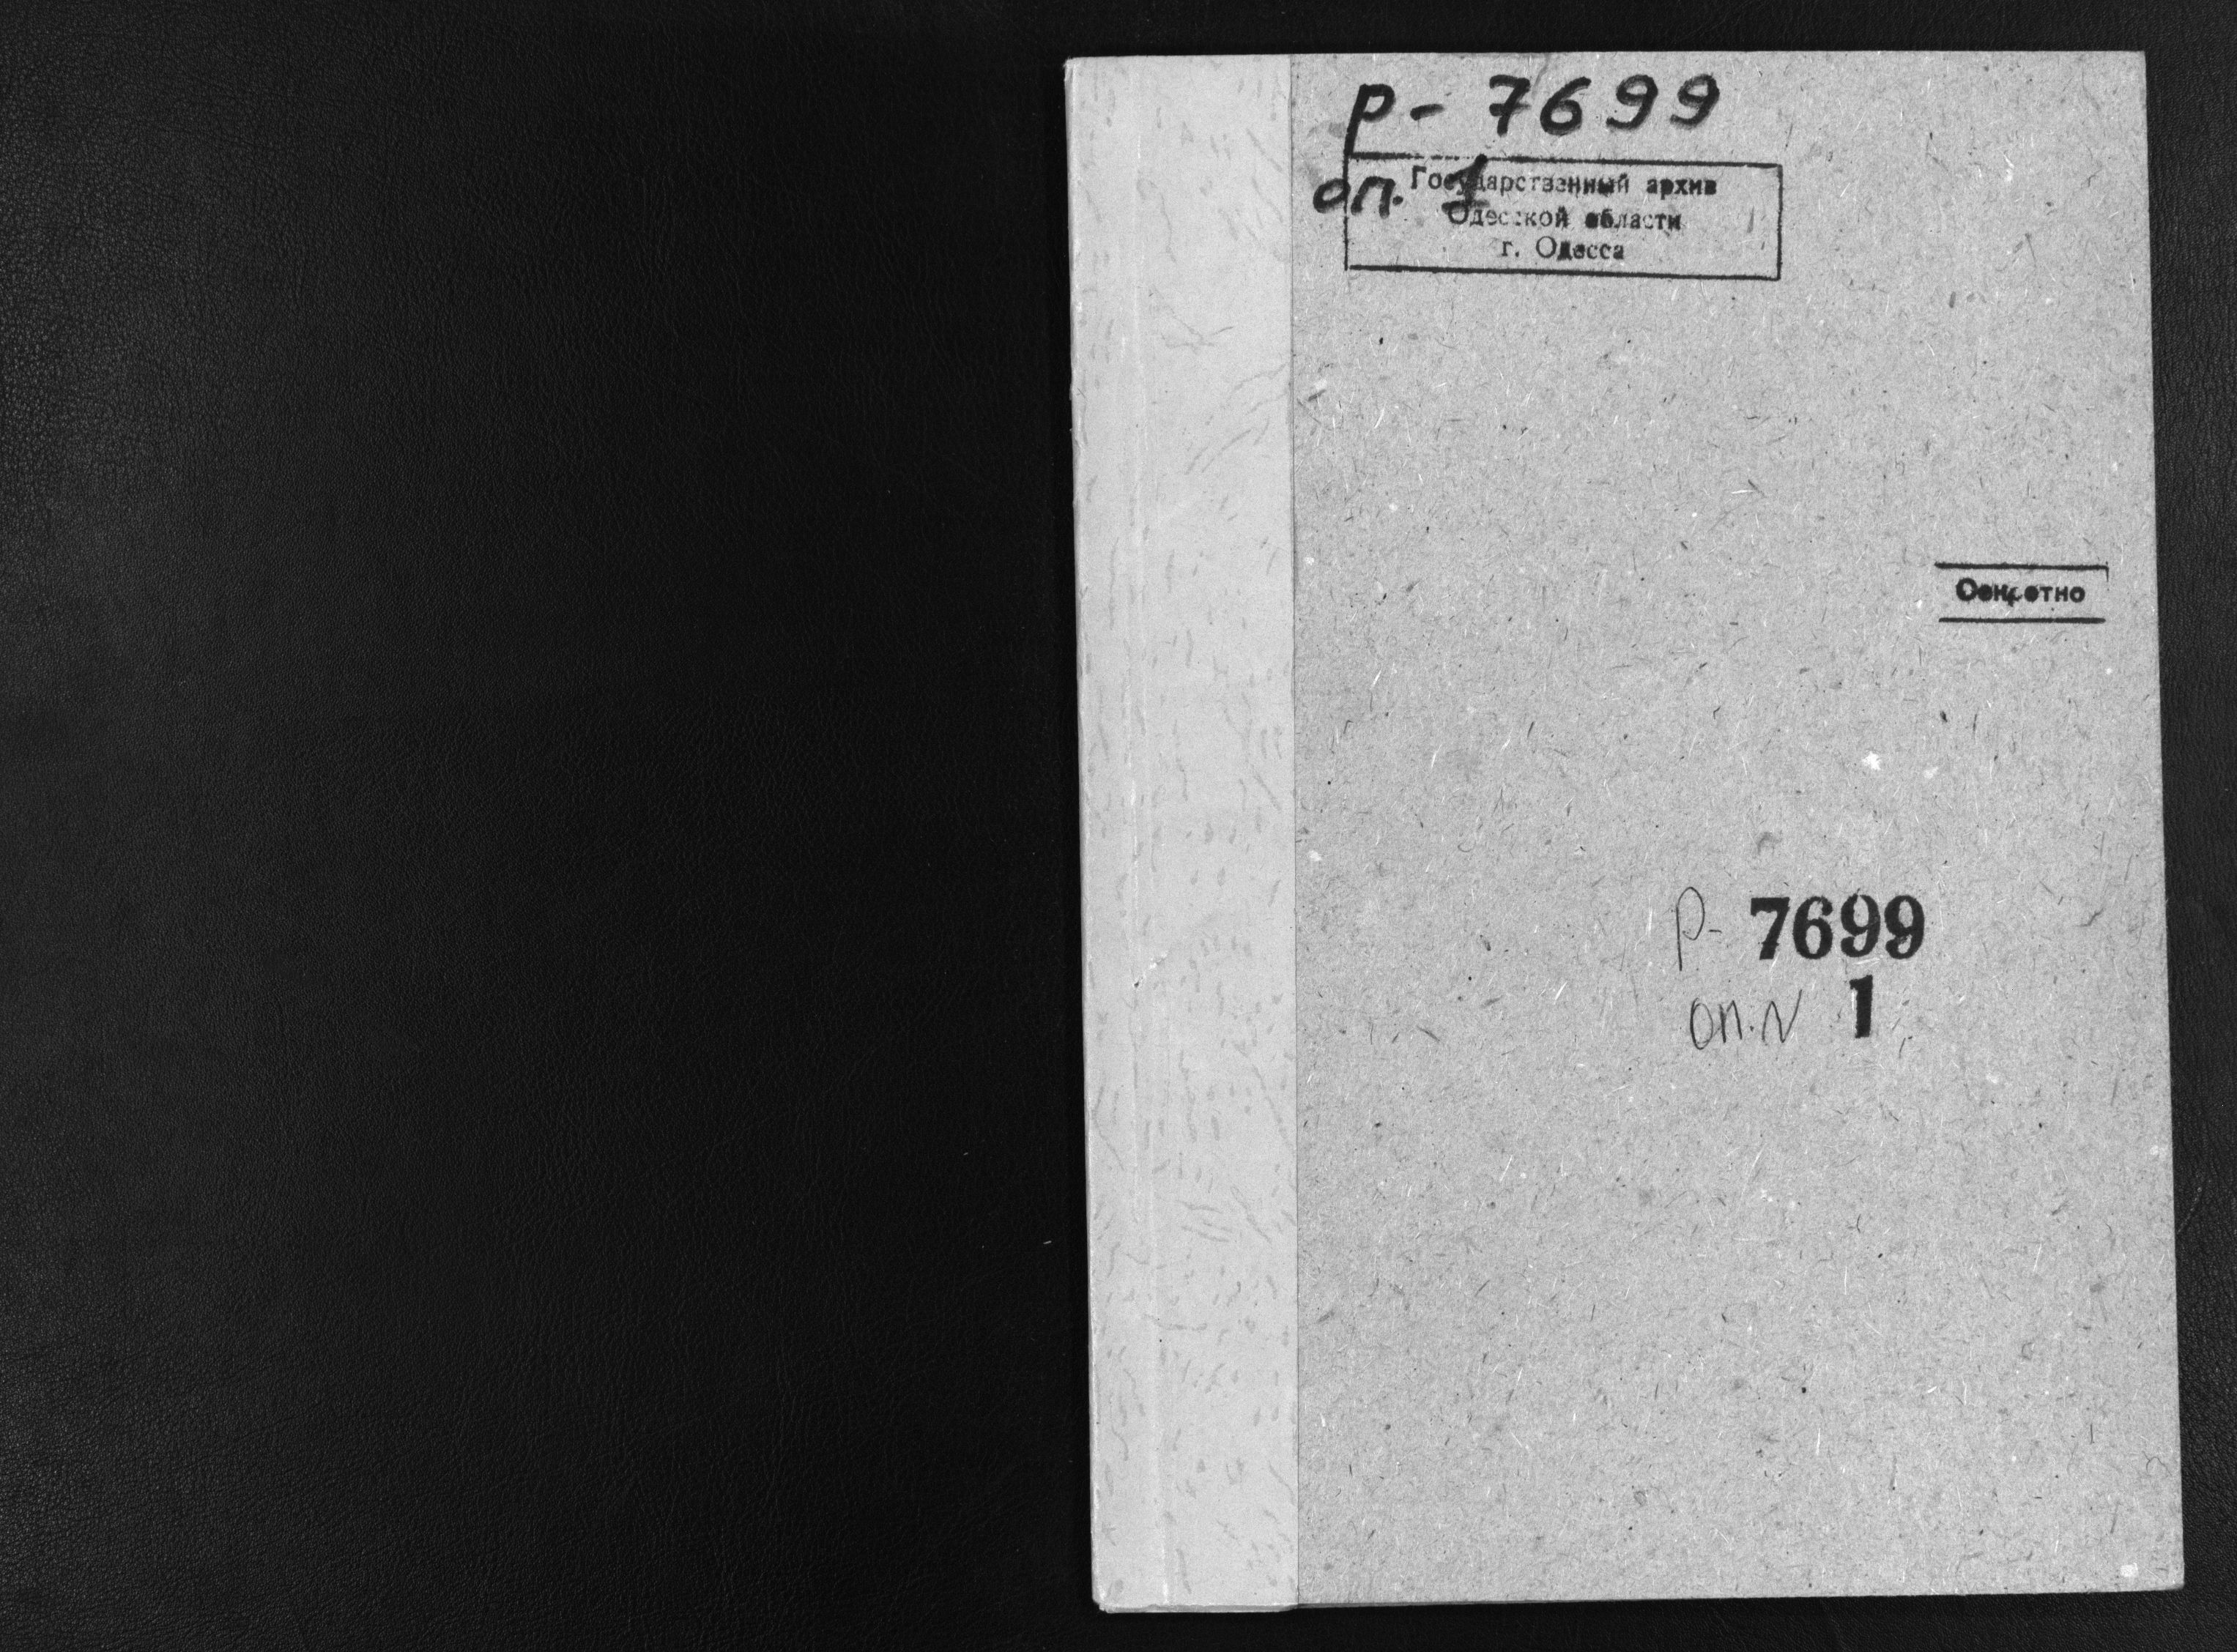 Р- 7699
оп. 1
Государственный архив
Одесской области
г. Одесса
Секретно
Р- 7699
оп. N 1